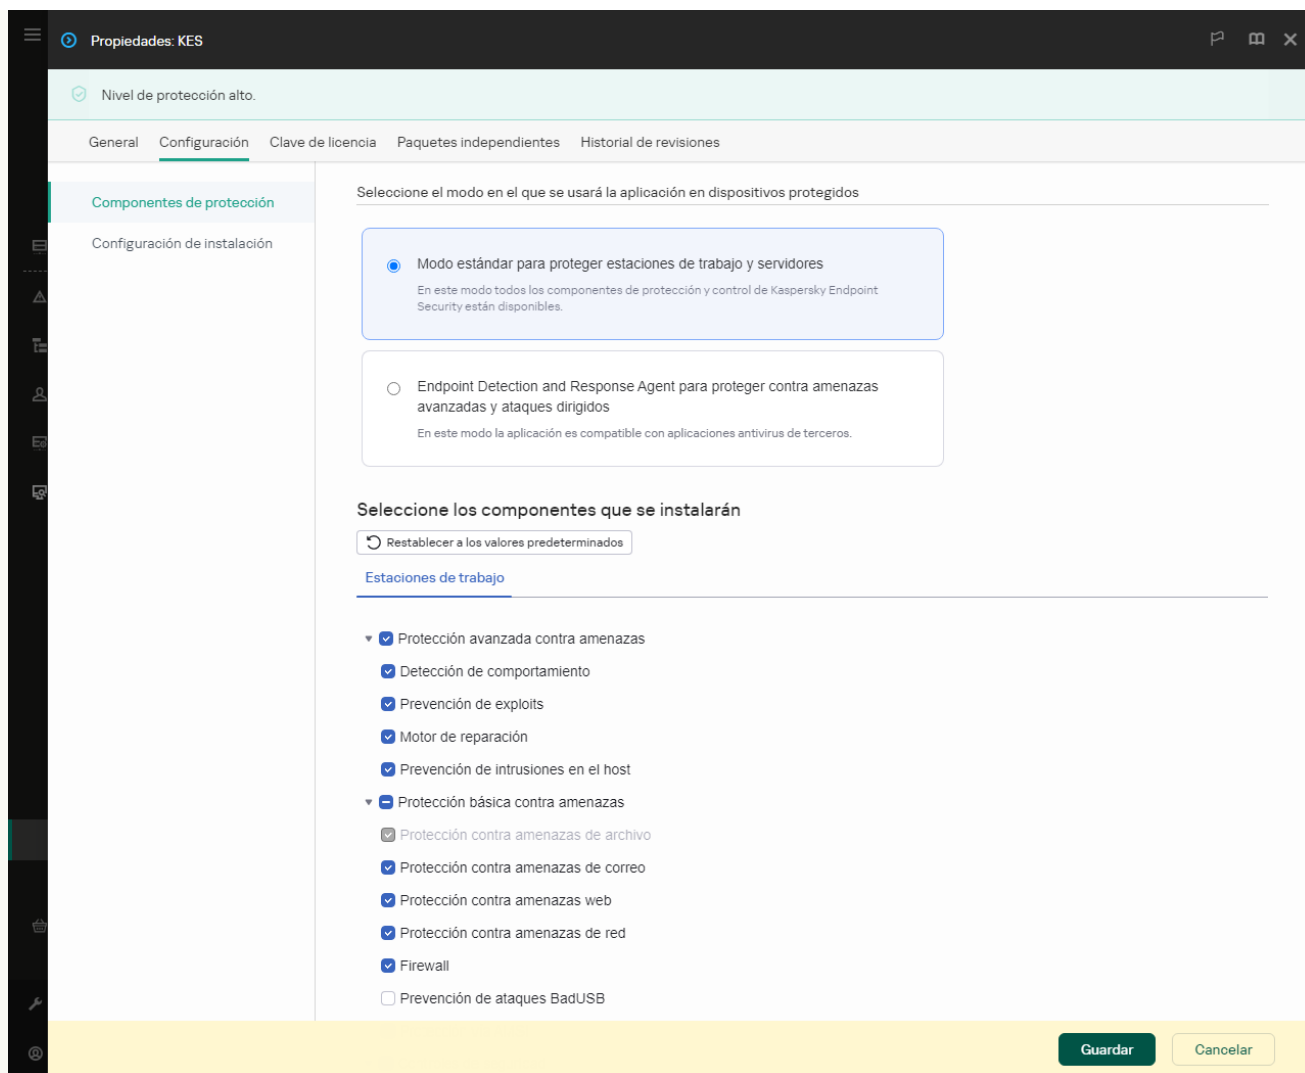 Propiedades: KES
Nivel de protección alto.
General Configuración Clave de licencia Paquetes independientes Historial de revisiones
Componentes de protección
Configuración de instalación
Seleccione el modo en el que se usará la aplicación en dispositivos protegidos
Modo estándar para proteger estaciones de trabajo y servidores
En este modo todos los componentes de protección y control de Kaspersky Endpoint
Security están disponibles.
Endpoint Detection and Response Agent para proteger contra amenazas
avanzadas y ataques dirigidos
En este modo la aplicación es compatible con aplicaciones antivirus de terceros.
Seleccione los componentes que se instalarán
Restablecer a los valores predeterminados
Estaciones de trabajo
Protección avanzada contra amenazas
Detección de comportamiento
Prevención de exploits
Motor de reparación
Prevención de intrusiones en el host
Protección básica contra amenazas
Protección contra amenazas de archivo
Protección contra amenazas de correo
Protección contra amenazas web
Protección contra amenazas de red
Firewall
Prevención de ataques BadUSB
Guardar Cancelar